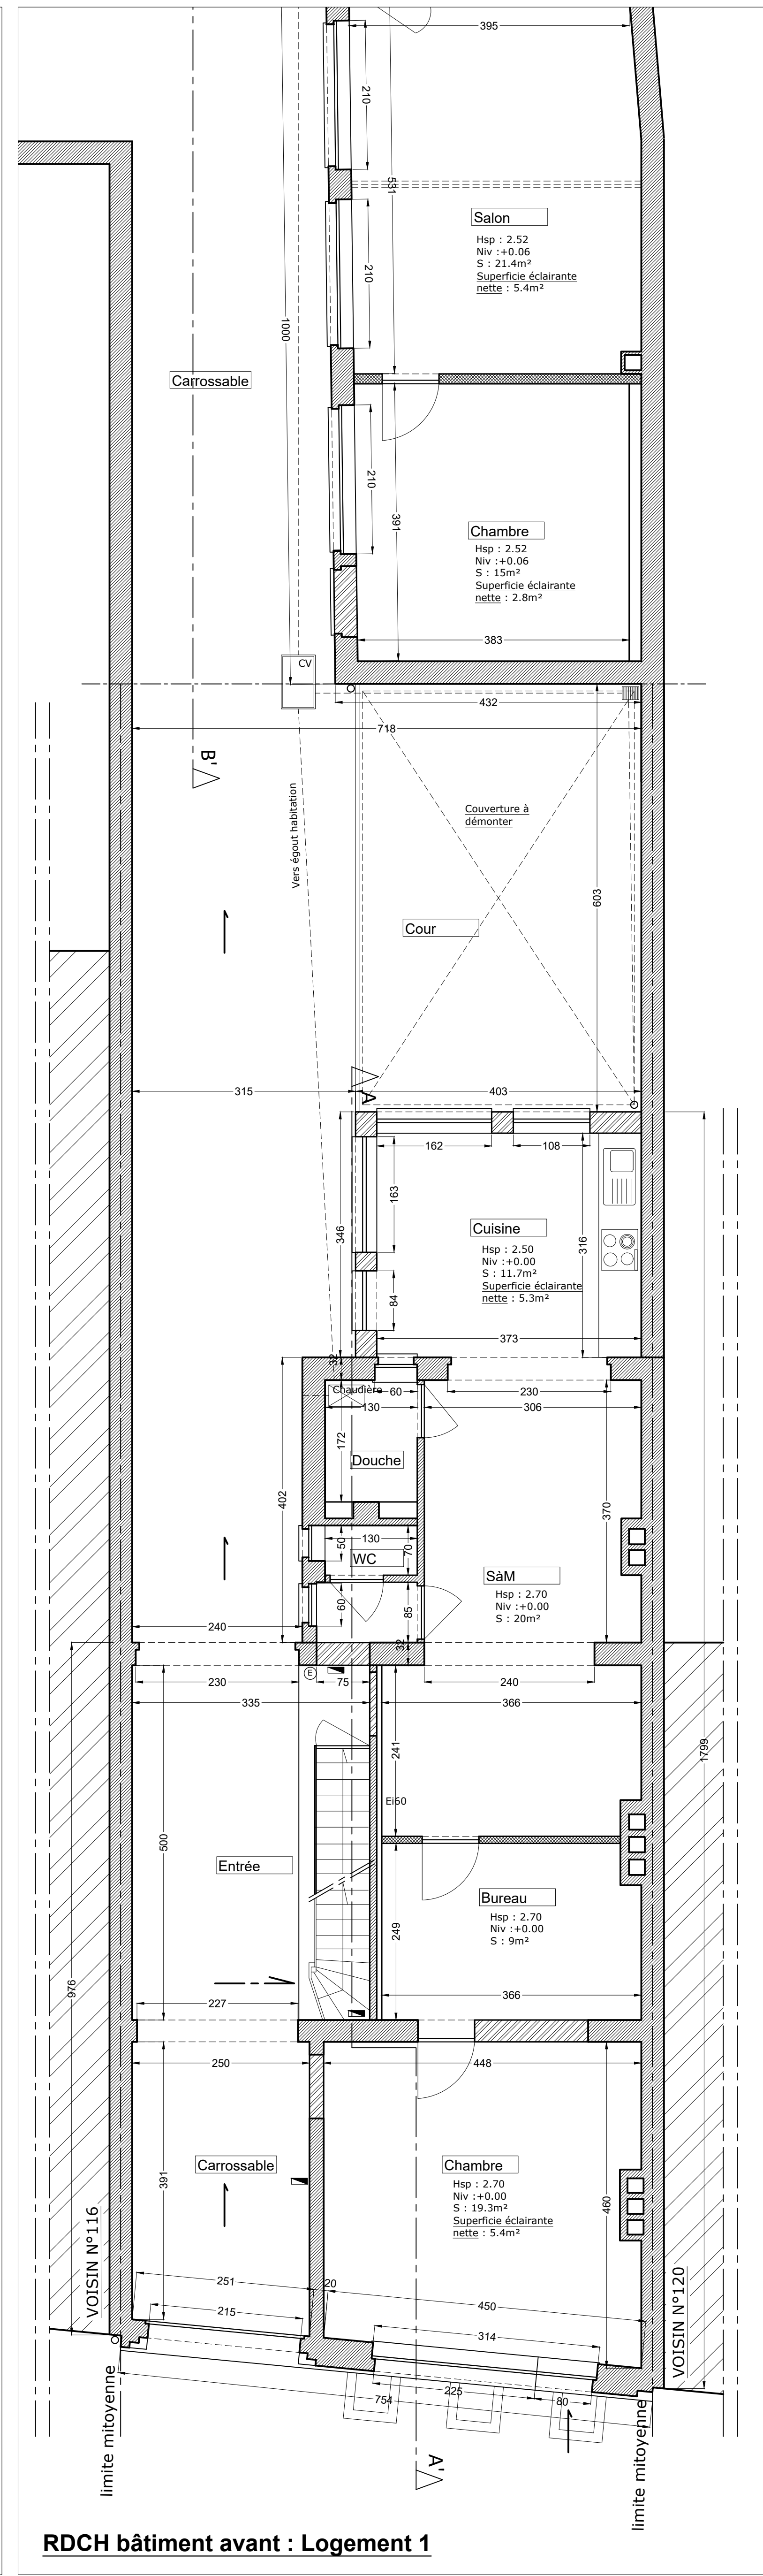 395
210
531
Salon
Hsp : 2.52
Niv :+0.06
S : 21.4m²
Superficie éclairante
nette : 5.4m²
210
1000
Carrossable
210
391
Chambre
Hsp : 2.52
Niv :+0.06
S : 15m²
Superficie éclairante
nette : 2.8m²
383
CV
432
718
B'
Vers égout habitation
Couverture à
démonter
603
Cour
315
A
403
162
108
163
346
Cuisine
Hsp : 2.50
Niv :+0.00
S : 11.7m²
Superficie éclairante
nette : 5.3m²
316
84
373
32
Chaudière
60
230
130
306
172
402
Douche
370
130
50
WC
70
SàM
Hsp : 2.70
Niv :+0.00
S : 20m²
60
85
240
32
E
230
75
240
335
366
241
1799
Ei60
500
Entrée
Bureau
Hsp : 2.70
Niv :+0.00
S : 9m²
249
976
227
366
250
448
Carrossable
391
Chambre
Hsp : 2.70
Niv :+0.00
S : 19.3m²
Superficie éclairante
nette : 5.4m²
460
VOISIN N°116
251
20
450
215
314
VOISIN N°120
225
80
754
limite mitoyenne
limite mitoyenne
A'
RDCH bâtiment avant : Logement 1